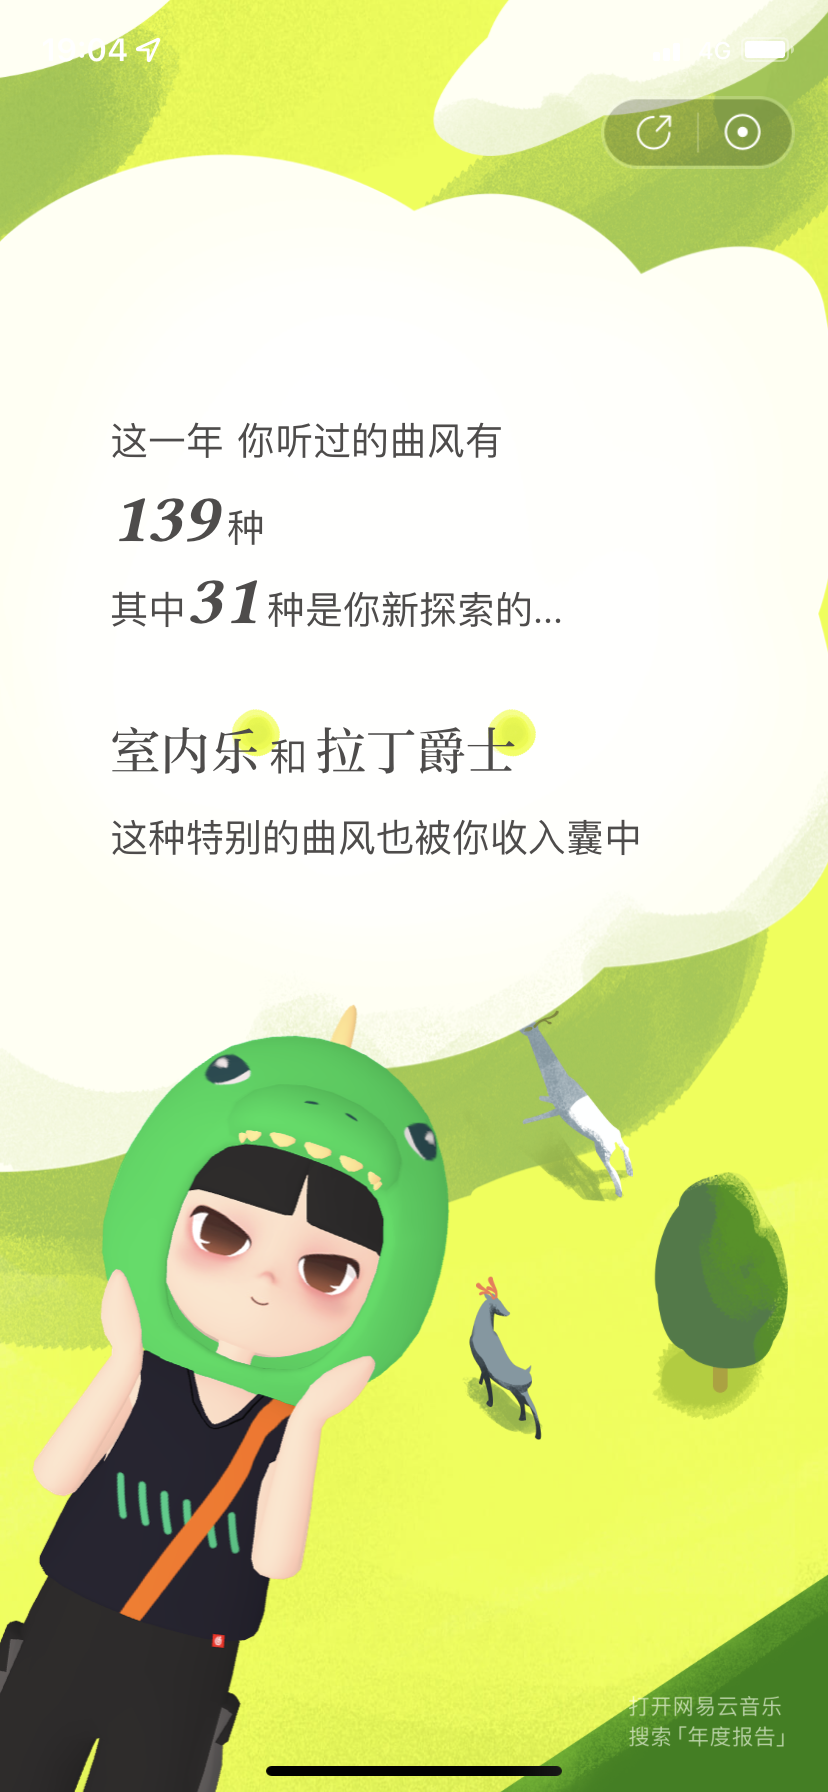 这一年 你听过的曲风有
139种
其中31种是你新探索的...
室内乐和拉丁爵士
这种特别的曲风也被你收入囊中
打开网易云音乐
搜索「年度报告」